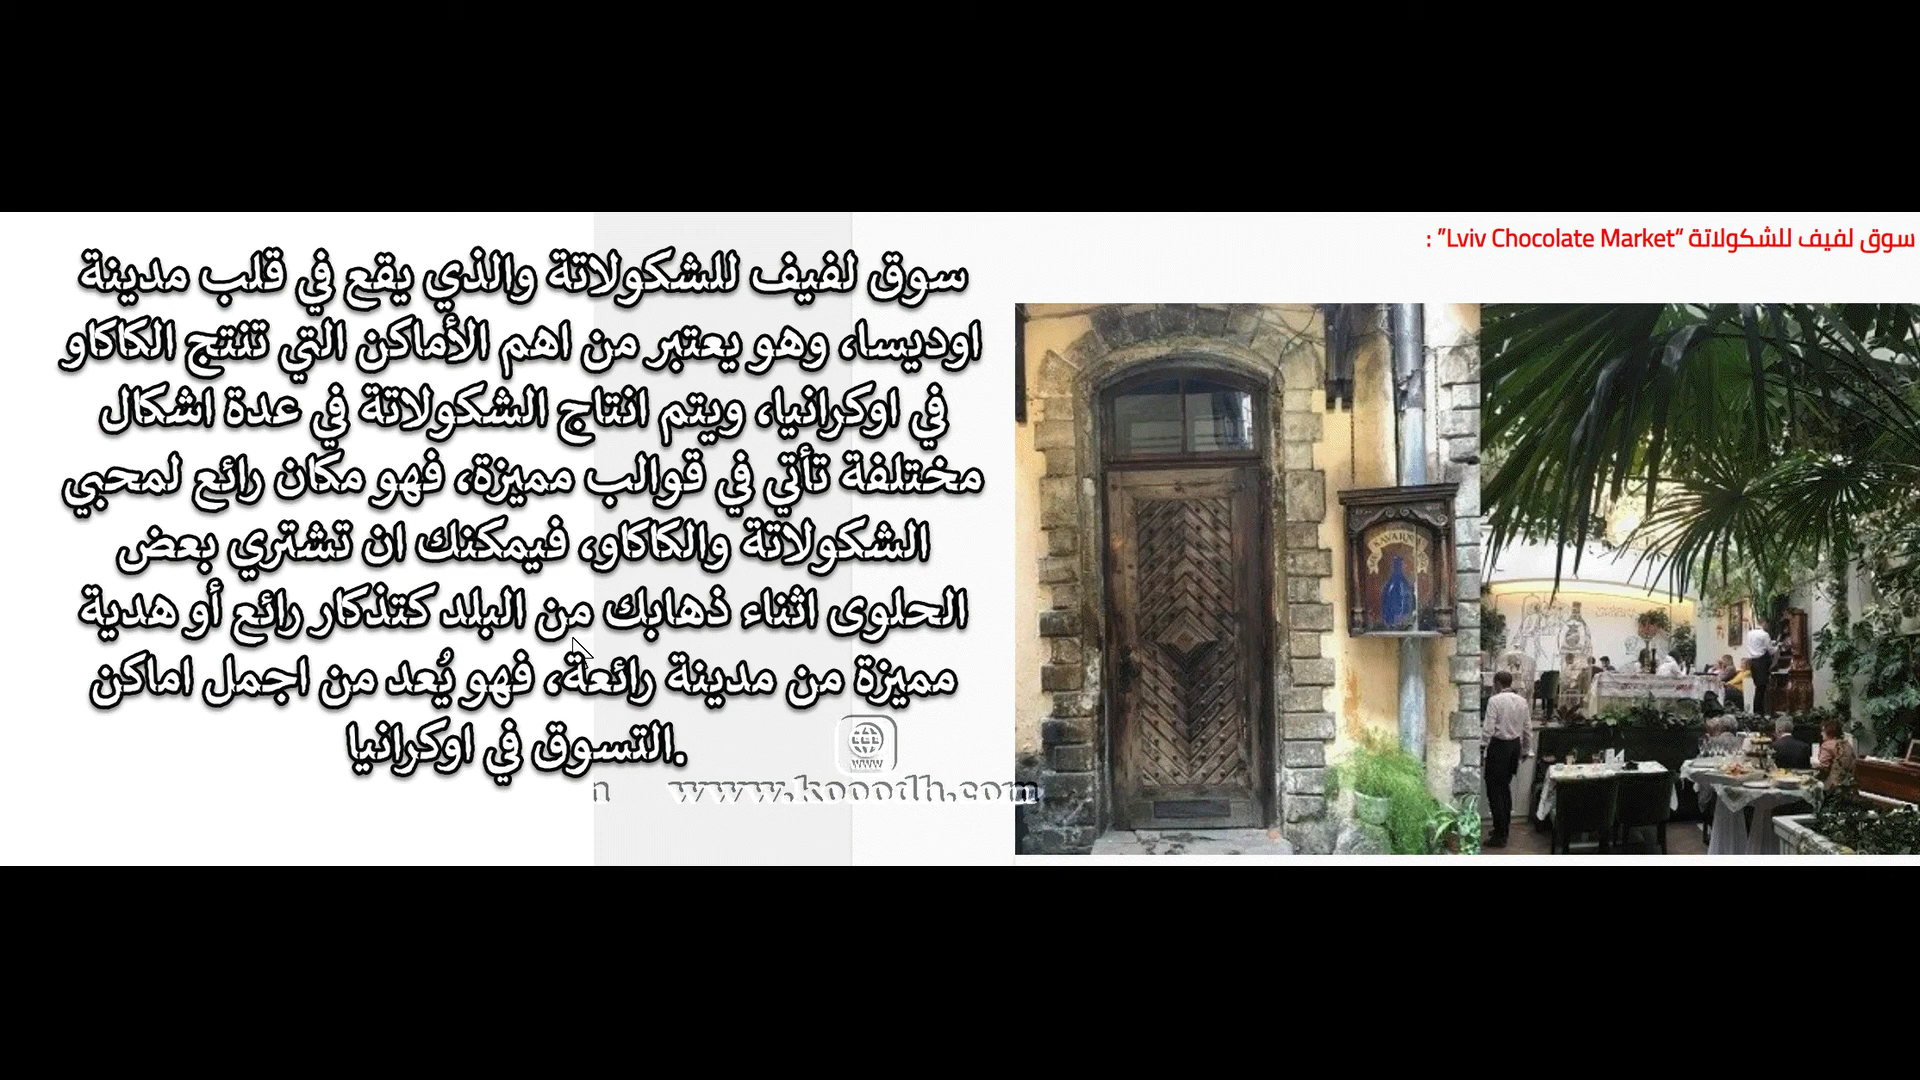 سوق لفيف للشكولاتة “Lviv Chocolate Market” :
سوق لفيف للشكولاتة والذي يقع في قلب مدينة
اوديسا، وهو يعتبر من اهم الأماكن التي تنتج الكاكاو
في اوكرانيا، ويتم انتاج الشكولاتة في عدة اشكال
مختلفة تأتي في قوالب مميزة، فهو مكان رائع لمحبي
الشكولاتة والكاكاو، فيمكنك ان تشتري بعض
الحلوى اثناء ذهابك من البلد كتذكار رائع أو هدية
مميزة من مدينة رائعة، فهو يُعد من اجمل اماكن
.التسوق في اوكرانيا
WWW
www.kooodh.com